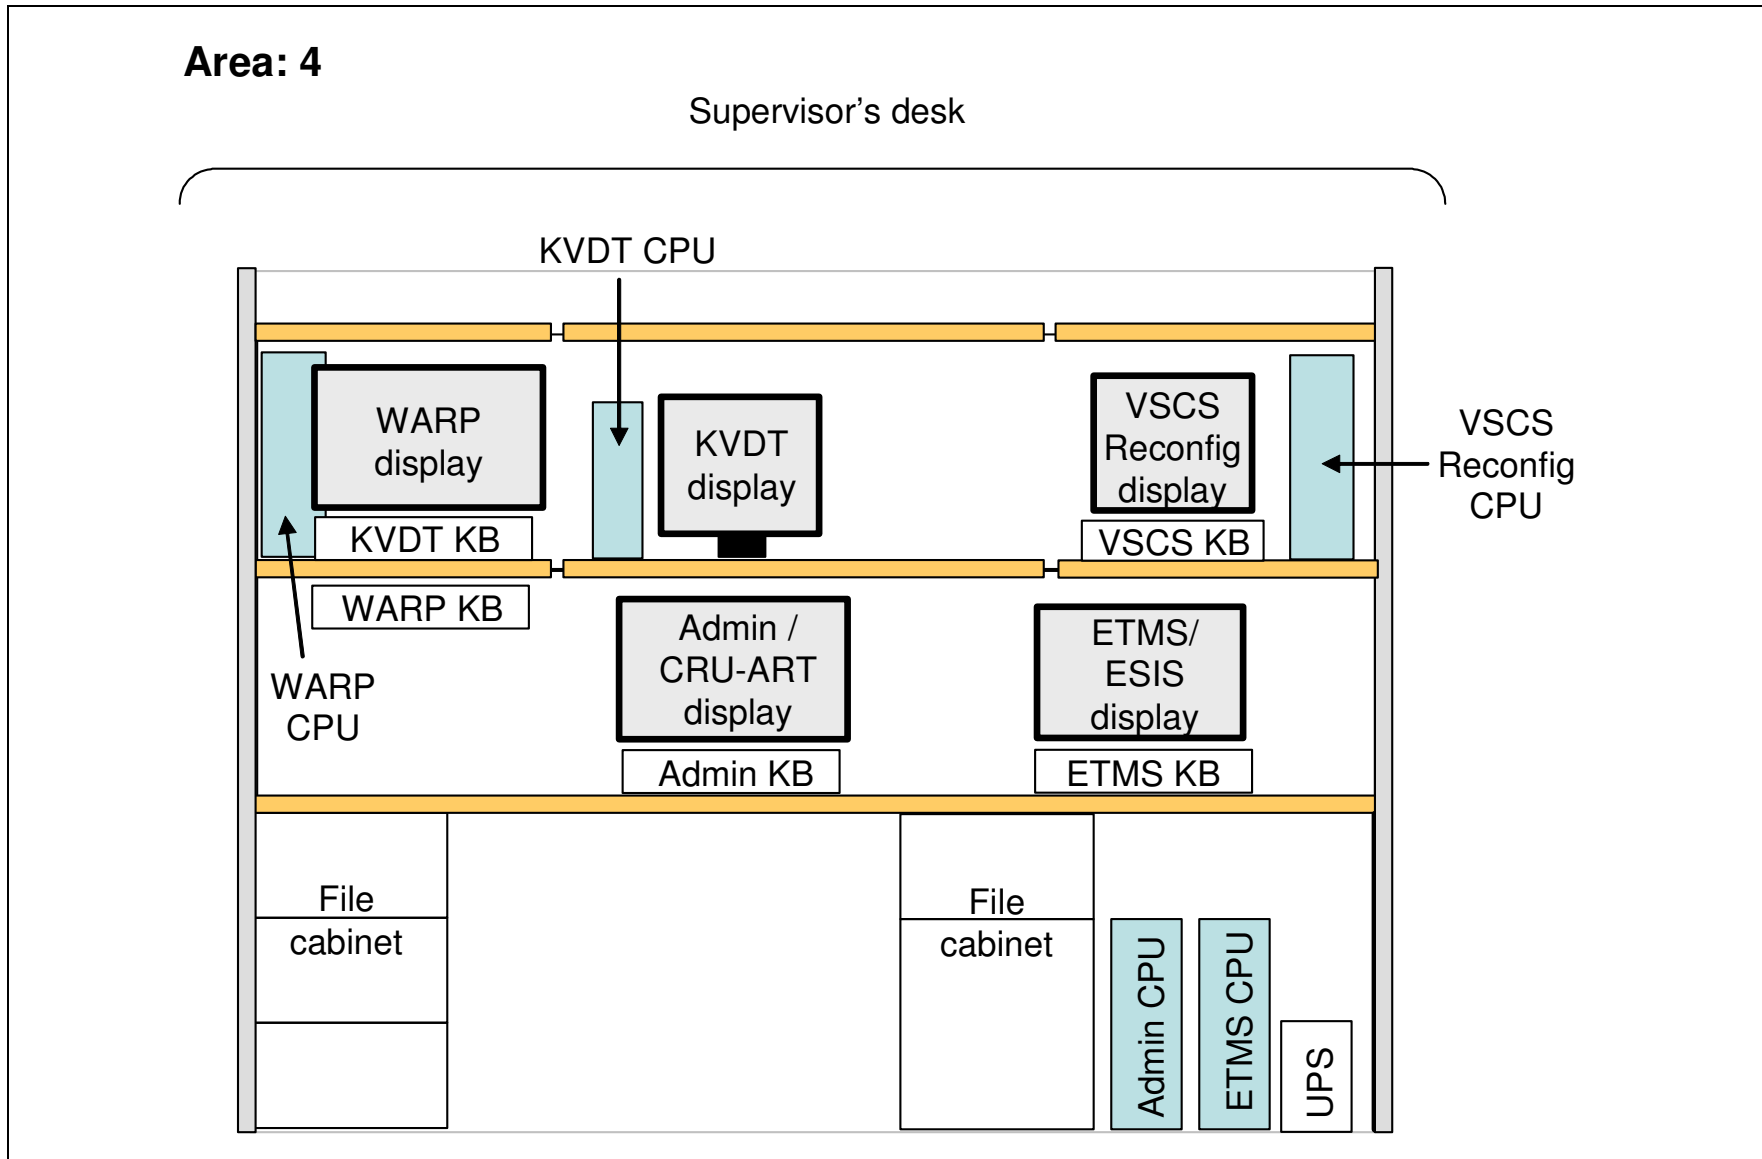 Area: 4
Supervisor’s desk
KVDT CPU
WARP
display
KVDT
display
VSCS
Reconfig
display
VSCS
Reconfig
CPU
KVDT KB
VSCS KB
WARP KB
WARP
CPU
Admin /
CRU-ART
display
ETMS/
ESIS
display
Admin KB
ETMS KB
File
cabinet
File
cabinet
Admin CPU
ETMS CPU
UPS